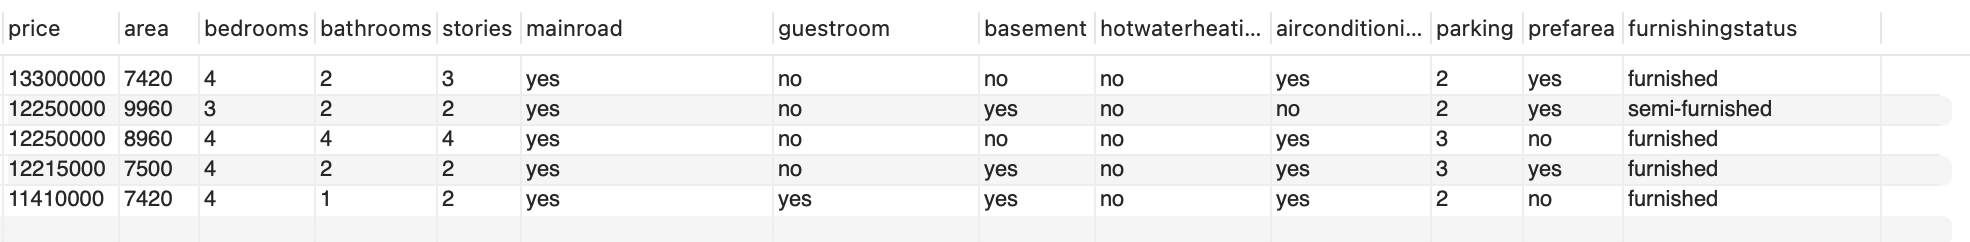 price area bedrooms bathrooms stories mainroad guestroom basement hotwaterheati... airconditioni... parking prefarea furnishingstatus
13300000 7420 4 2 3 yes no no no yes 2 yes furnished
12250000 9960 3 2 2 yes no yes no no 2 yes semi-furnished
12250000 8960 4 4 4 yes no no no yes 3 no furnished
12215000 7500 4 2 2 yes no yes no yes 3 yes furnished
11410000 7420 4 1 2 yes yes yes no yes 2 no furnished